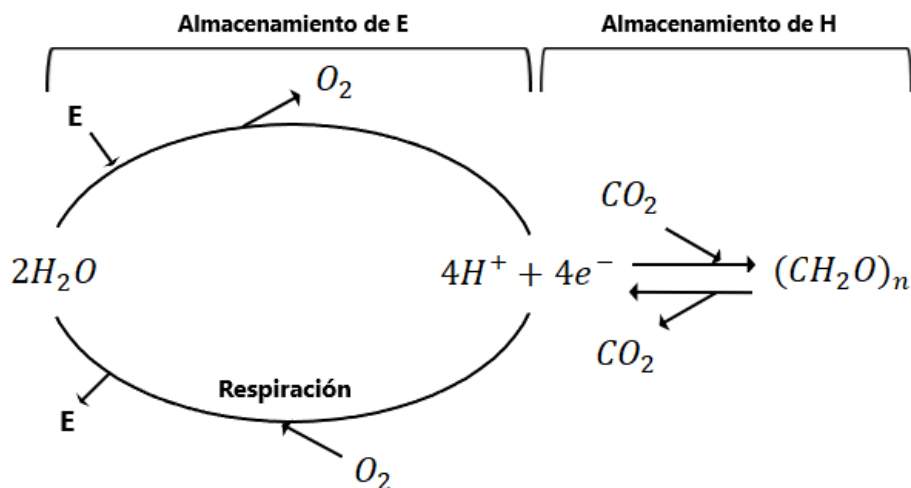 Almacenamiento de E
Almacenamiento de H
O₂
E
CO₂
2H₂O
4H⁺ + 4e⁻
(CH₂O)ₙ
CO₂
Respiración
E
O₂